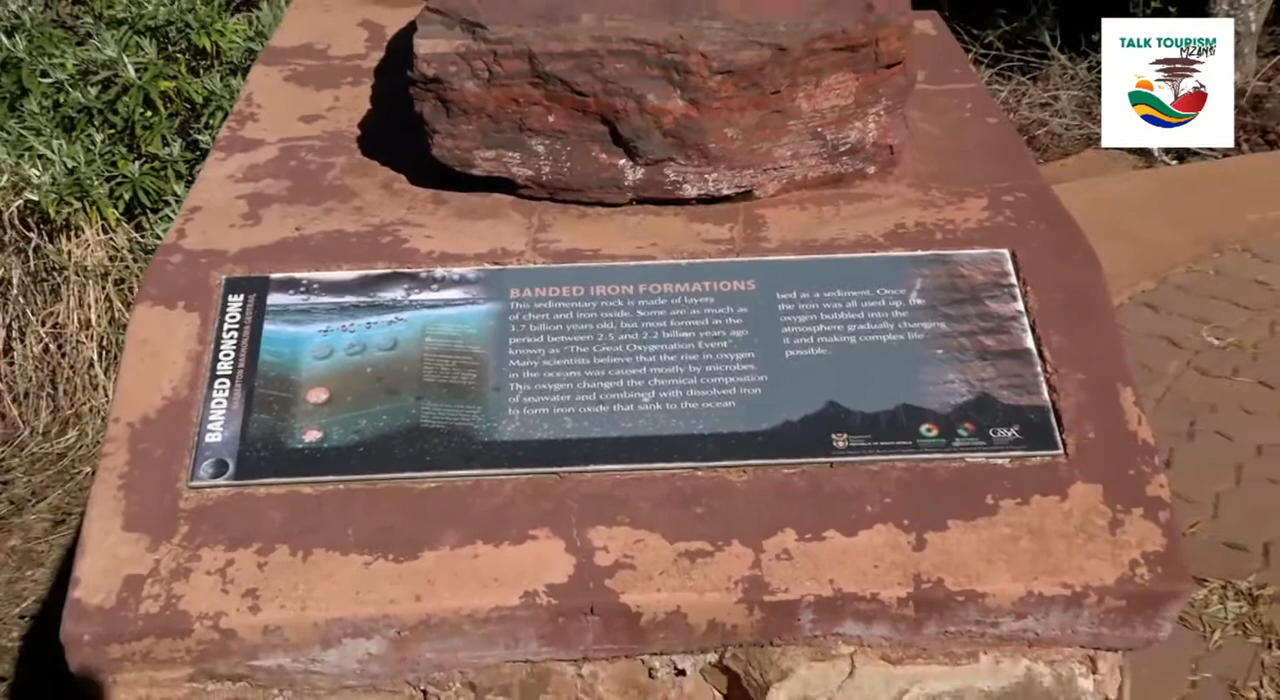 TALK TOURISM
MZANSI
BANDED IRONSTONE
BANDED IRON FORMATIONS
This sedimentary rock is made of layers
of chert and iron oxide. Some are as much as
3.7 billion years old, but most formed in the
period between 2.5 and 2.2 billion years ago
known as "The Great Oxygenation Event".
Many scientists believe that the rise in oxygen
in the oceans was caused mostly by microbes.
This oxygen changed the chemical composition
of seawater and combined with dissolved iron
to form iron oxide that sank to the ocean
bed as a sediment. Once
the iron was all used up, the
oxygen bubbled into the
atmosphere gradually changing
it and making complex life
possible.
REPUBLIC OF SOUTH AFRICA